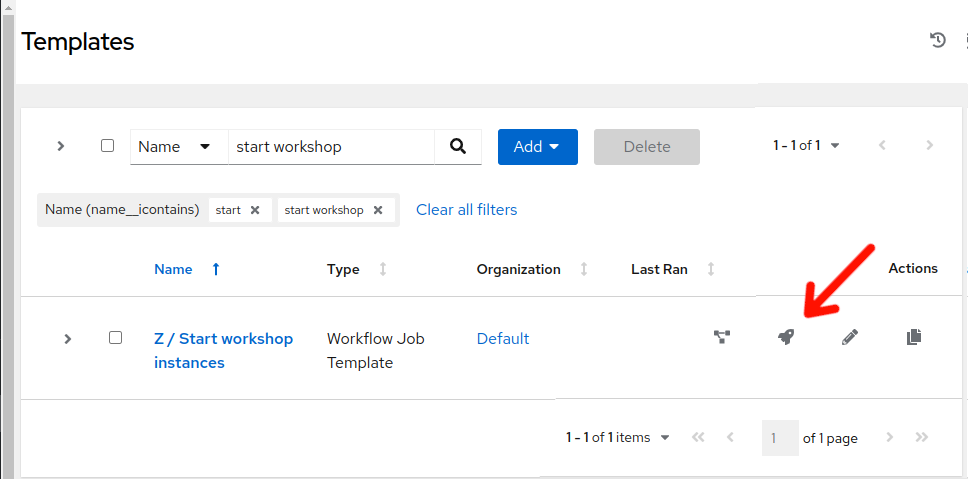 Templates
Name start workshop Add Delete 1 - 1 of 1
Name (name__icontains) start start workshop Clear all filters
Name Type Organization Last Ran Actions
Z / Start workshop Workflow Job Default
instances Template
1 - 1 of 1 items 1 of 1 page